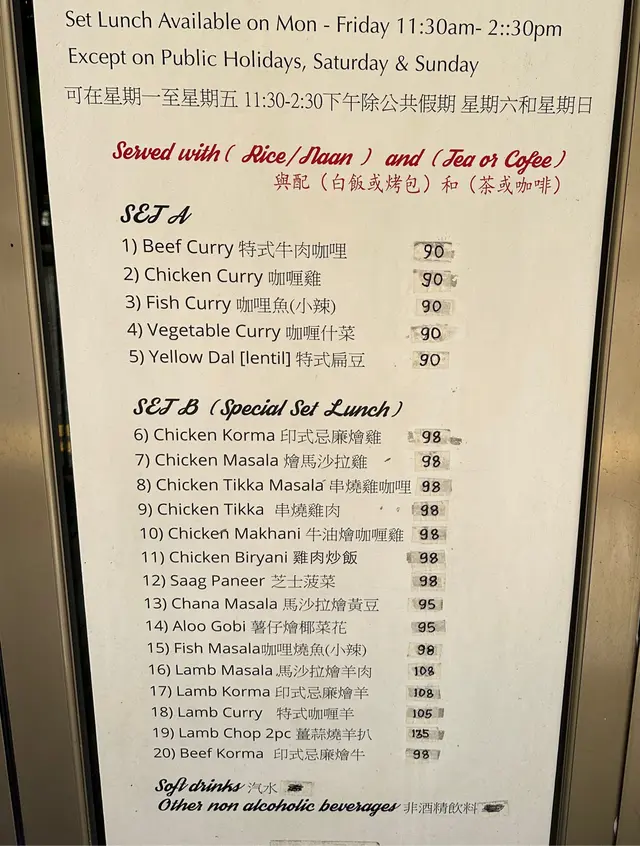 Set Lunch Available on Mon - Friday 11:30am- 2::30pm
Except on Public Holidays, Saturday & Sunday
可在星期一至星期五 11:30-2:30下午除公共假期 星期六和星期日
Served with ( Rice/Naan ) and (Tea or Cofee)
與配（白飯或烤包）和（茶或咖啡）
SET A
1) Beef Curry 特式牛肉咖哩 90
2) Chicken Curry 咖喱雞 90
3) Fish Curry 咖哩魚(小辣) 90
4) Vegetable Curry 咖喱什菜 90
5) Yellow Dal [lentil] 特式扁豆 90
SET B (Special Set Lunch)
6) Chicken Korma 印式忌廉燴雞 98
7) Chicken Masala 燴馬沙拉雞 98
8) Chicken Tikka Masala 串燒雞咖哩 98
9) Chicken Tikka 串燒雞肉 98
10) Chicken Makhani 牛油燴咖喱雞 98
11) Chicken Biryani 雞肉炒飯 98
12) Saag Paneer 芝士菠菜 98
13) Chana Masala 馬沙拉燴黃豆 95
14) Aloo Gobi 薯仔燴椰菜花 95
15) Fish Masala咖哩燒魚(小辣) 98
16) Lamb Masala 馬沙拉燴羊肉 108
17) Lamb Korma 印式忌廉燴羊 108
18) Lamb Curry 特式咖喱羊 105
19) Lamb Chop 2pc 薑蒜燒羊扒 135
20) Beef Korma 印式忌廉燴牛 98
Soft drinks 汽水
Other non alcoholic beverages 非酒精飲料